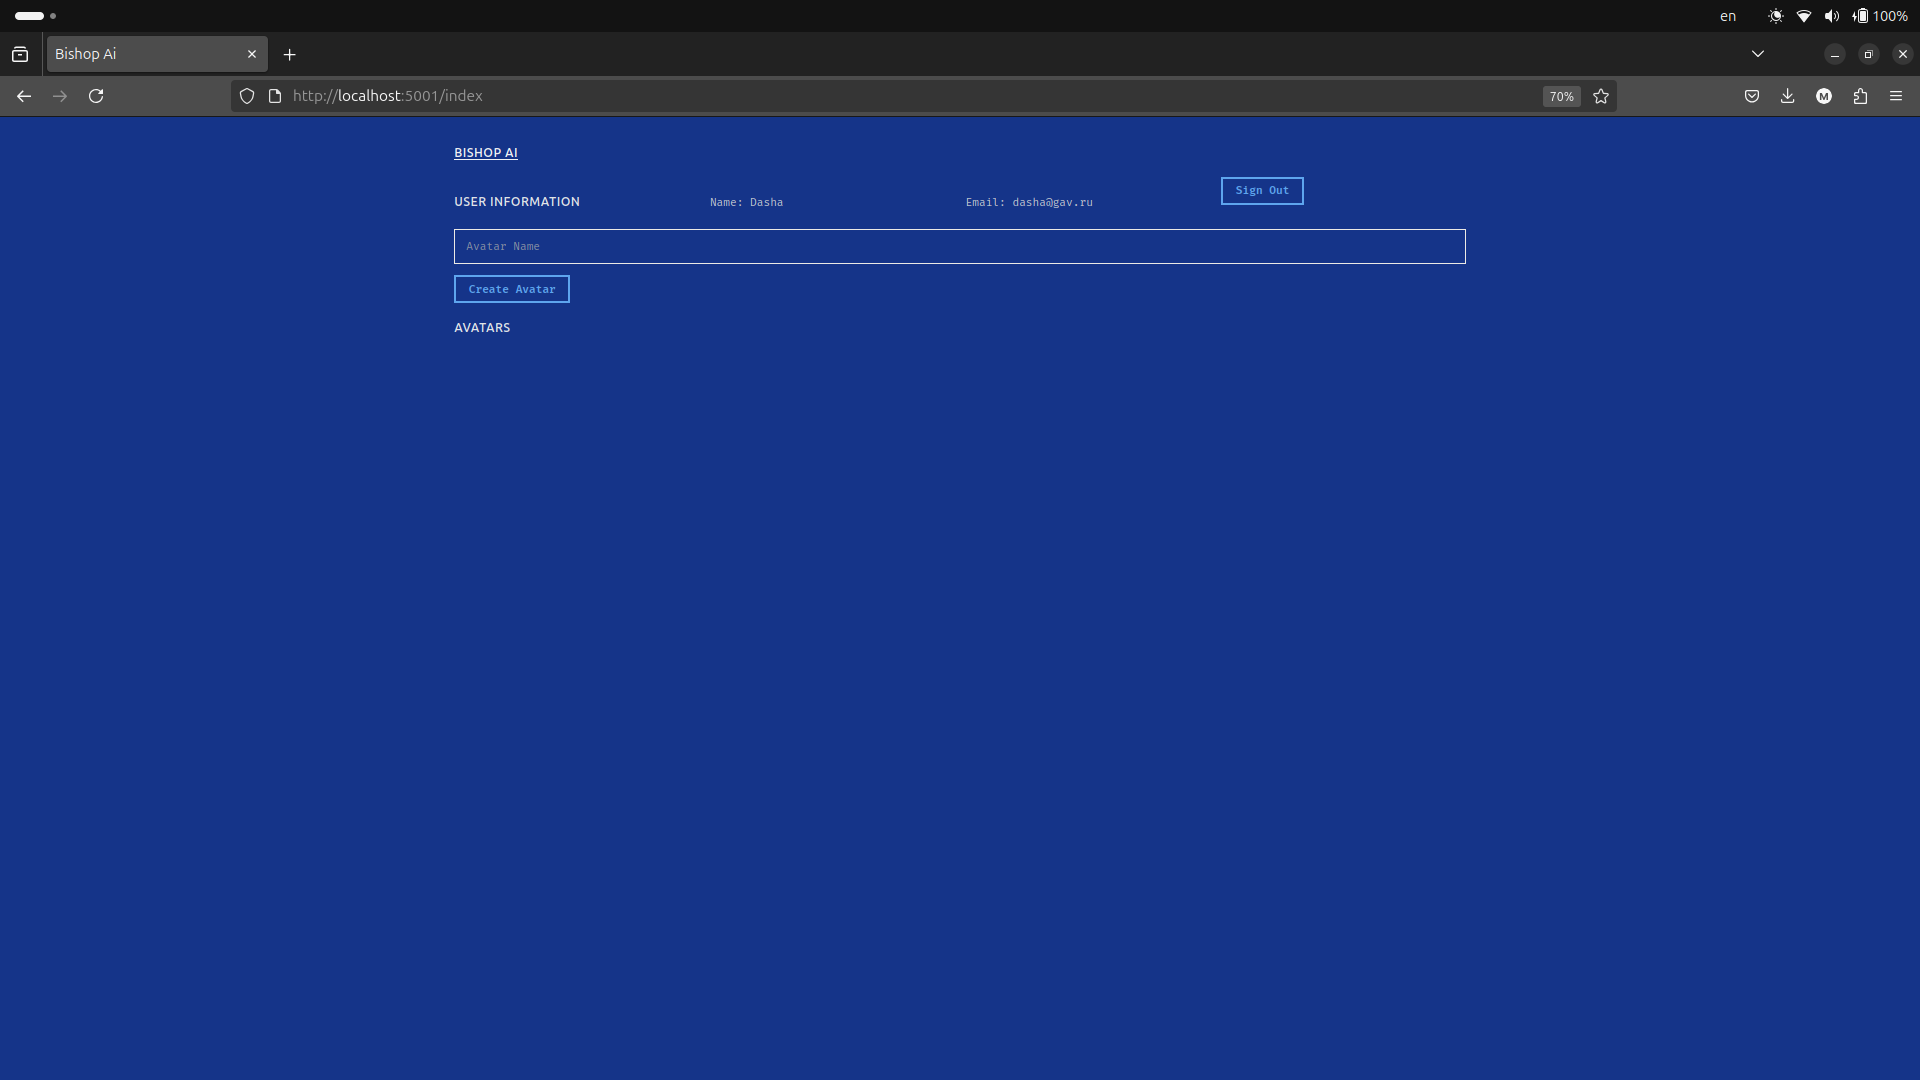 en 100%
Bishop Ai
http://localhost:5001/index 70%
BISHOP AI
Sign Out
USER INFORMATION Name: Dasha Email: dasha@gav.ru
Avatar Name
Create Avatar
AVATARS